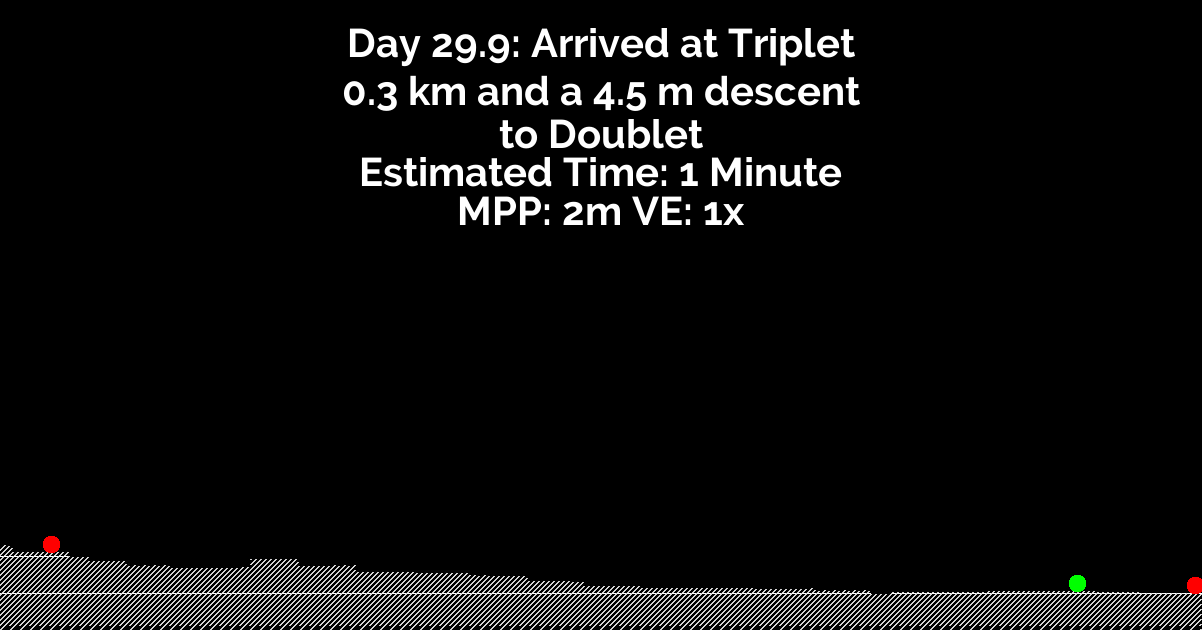 Day 29.9: Arrived at Triplet
0.3 km and a 4.5 m descent
to Doublet
Estimated Time: 1 Minute
MPP: 2m VE: 1x